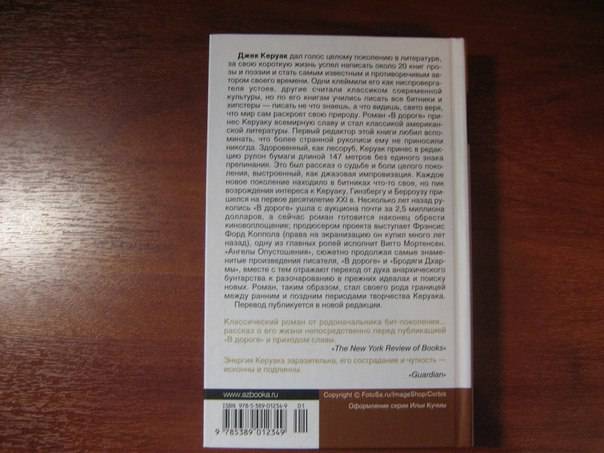 Джек Керуак дал голос целому поколению в литературе,
за свою короткую жизнь успел написать около 20 книг про-
зы и поэзии и стать самым известным и противоречивым ав-
тором своего времени. Одни клеймили его как ниспроверга-
теля устоев, другие считали классиком современной
культуры, но по его книгам учились писать все битники и
хипстеры — писать не что знаешь, а что видишь, свято веря,
что мир сам раскроет свою природу. Роман «В дороге» при-
нес Керуаку всемирную славу и стал классикой американ-
ской литературы. Первый редактор этой книги любил вспо-
минать, что более странной рукописи ему не приносили
никогда. Здоровенный, как лесоруб, Керуак принес в редак-
цию рулон бумаги длиной 147 метров без единого знака
препинания. Это был рассказ о судьбе и боли целого поко-
ления, выстроенный, как джазовая импровизация. Каждое
новое поколение находило в битниках что-то свое, но пик
возрождения интереса к Керуаку, Гинзбергу и Берроузу при-
шелся на первое десятилетие XXI в. Несколько лет назад ру-
копись «В дороге» ушла с аукциона почти за 2,5 миллиона
долларов, а сейчас роман готовится наконец обрести
киновоплощение; продюсером проекта выступает Фрэнсис
Форд Коппола (права на экранизацию он купил много
лет назад), одну из главных ролей исполнит Вигго Мортенсен.
«Ангелы Опустошения», сюжетно продолжая самые зна-
менитые произведения писателя, «В дороге» и «Бродяги Дхар-
мы», вместе с тем отражают переход от духа анархического
бунтарства к разочарованию в прежних идеалах и поиску
новых. Роман, таким образом, стал своего рода границей
между ранним и поздним периодами творчества Керуака.
Перевод публикуется в новой редакции.
Классический роман от родоначальника бит-поколения...
рассказ о его жизни непосредственно перед публикацией
«В дороге» и приходом славы.
«The New York Review of Books»
Энергия Керуака заразительна, его сострадание и чуткость —
исконны и подлинны.
«Guardian»
www.azbooka.ru
Copyright © FotoSa.ru/ImageShop/Corbis
Оформление серии Ильи Кучмы
ISBN 978-5-389-01234-9
01
9 785389 012349